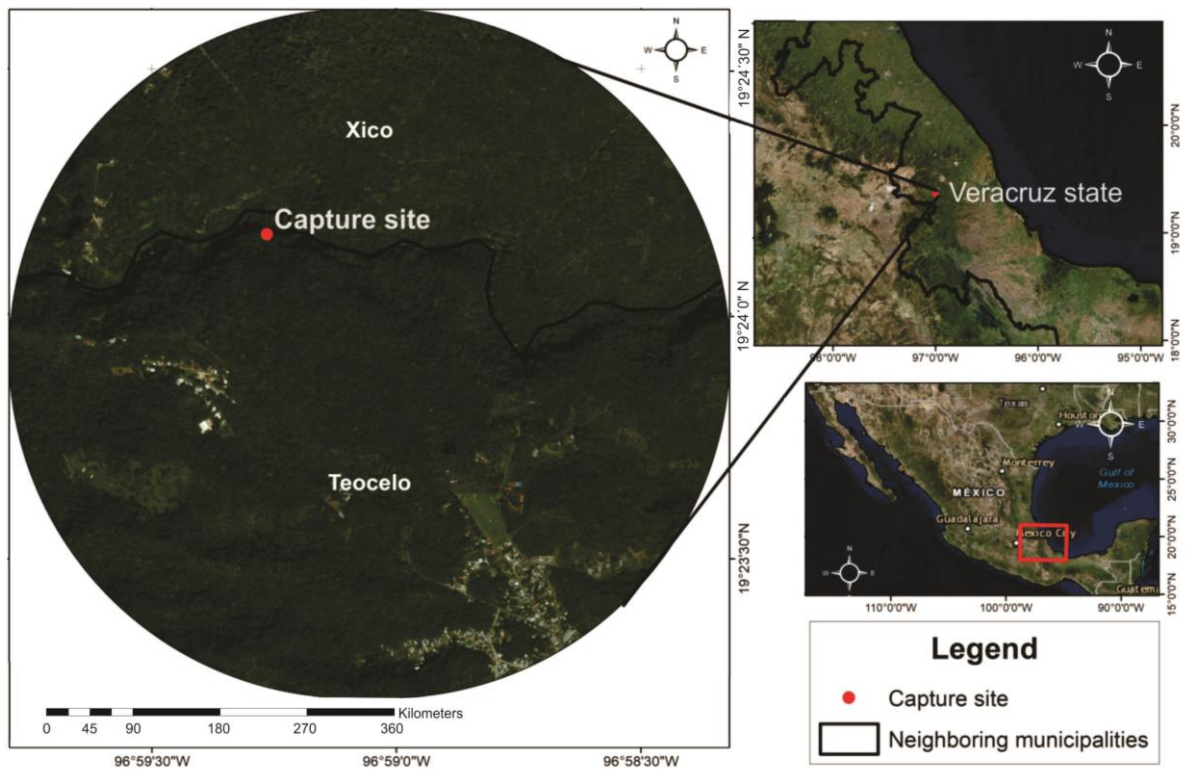 N
W E
S
Xico
Capture site
Teocelo
19°24´30" N
19°24´0" N
19°23´30"N
Kilometers
0 45 90 180 270 360
96°59'30"W 96°59'0"W 96°58'30"W
N
W E
S
Veracruz state
20°0'0"N
19°0'0"N
18°0'0"N
98°0'0"W 97°0'0"W 96°0'0"W 95°0'0"W
Texas
Houston
W E
S
Monterrey
Gulf of
Mexico
MÉXICO
Guadalajara
Mexico City
N
W E
S
Guatem
30°0'0"N
25°0'0"N
20°0'0"N
15°0'0"N
110°0'0"W 100°0'0"W 90°0'0"W
Legend
Capture site
Neighboring municipalities